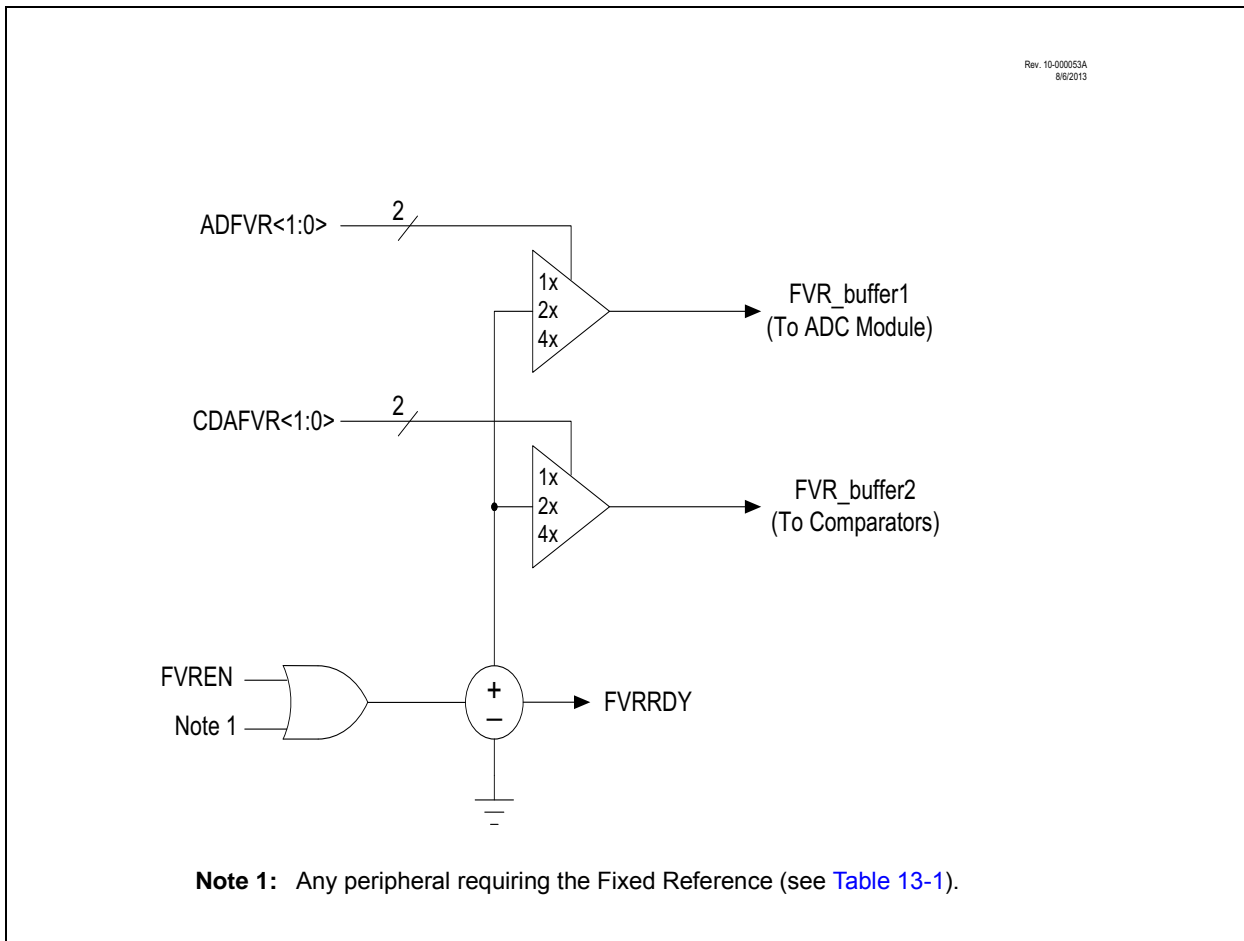 Rev. 10-000053A
8/6/2013
ADFVR<1:0>
2
1x
2x
4x
FVR_buffer1
(To ADC Module)
CDAFVR<1:0>
2
1x
2x
4x
FVR_buffer2
(To Comparators)
FVREN
Note 1
+
–
FVRRDY
Note 1: Any peripheral requiring the Fixed Reference (see Table 13-1).